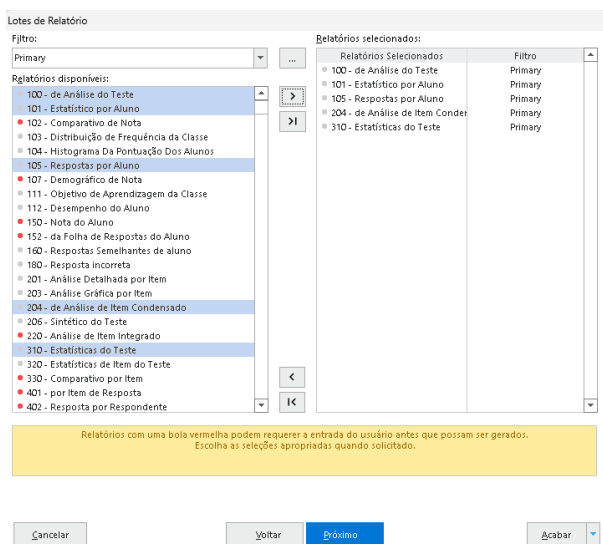 Lotes de Relatório
Filtro:
Primary
...
Relatórios disponíveis:
100 - de Análise do Teste
101 - Estatístico por Aluno
102 - Comparativo de Nota
103 - Distribuição de Frequência da Classe
104 - Histograma Da Pontuação Dos Alunos
105 - Respostas por Aluno
107 - Demográfico de Nota
111 - Objetivo de Aprendizagem da Classe
112 - Desempenho do Aluno
150 - Nota do Aluno
152 - da Folha de Respostas do Aluno
160 - Respostas Semelhantes de aluno
180 - Resposta incorreta
201 - Análise Detalhada por Item
203 - Análise Gráfica por Item
204 - de Análise de Item Condensado
206 - Sintético do Teste
220 - Análise de Item Integrado
310 - Estatísticas do Teste
320 - Estatísticas de Item do Teste
330 - Comparativo por Item
401 - por Item de Resposta
402 - Resposta por Respondente
Relatórios selecionados:
Relatórios Selecionados Filtro
100 - de Análise do Teste Primary
101 - Estatístico por Aluno Primary
105 - Respostas por Aluno Primary
204 - de Análise de Item Conder Primary
310 - Estatísticas do Teste Primary
Relatórios com uma bola vermelha podem requerer a entrada do usuário antes que possam ser gerados.
Escolha as seleções apropriadas quando solicitado.
Cancelar Voltar Próximo Acabar